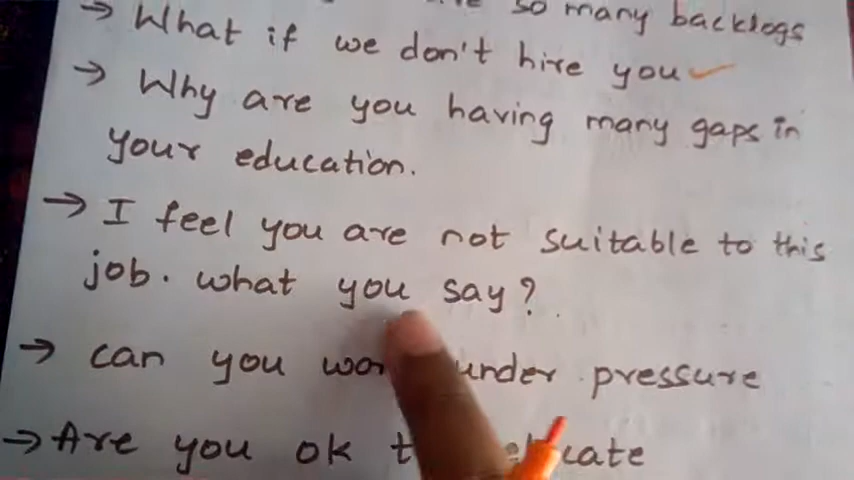 so many backlogs
→ What if we don't hire you ✓
→ Why are you having many gaps in
your education.
→ I feel you are not suitable to this
job. what you say?
→ can you under pressure
→ Are you ok